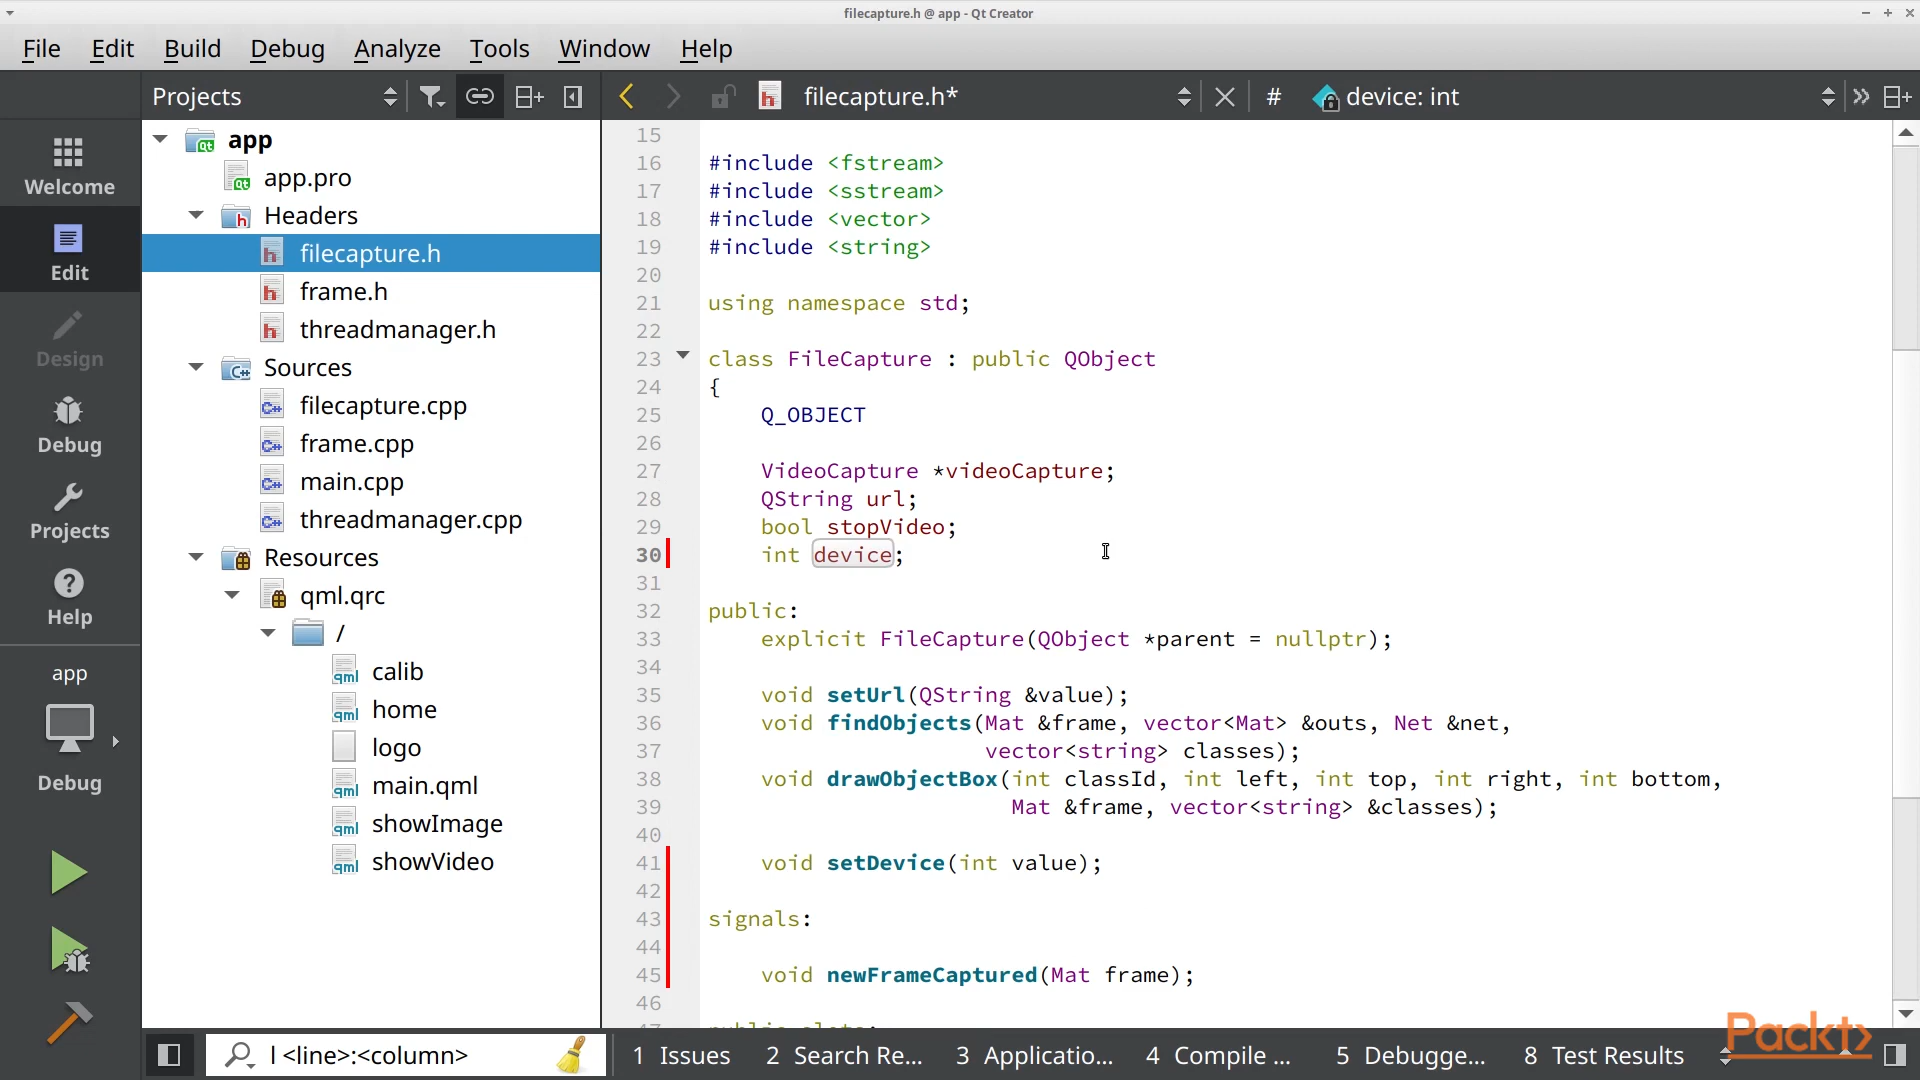 filecapture.h @ app - Qt Creator
File Edit Build Debug Analyze Tools Window Help
Projects
filecapture.h*
#
device: int
Welcome
Edit
Design
Debug
Projects
Help
app
Debug
app
app.pro
Headers
filecapture.h
frame.h
threadmanager.h
Sources
filecapture.cpp
frame.cpp
main.cpp
threadmanager.cpp
Resources
qml.qrc
/
calib
home
logo
main.qml
showImage
showVideo
15
16 #include <fstream>
17 #include <sstream>
18 #include <vector>
19 #include <string>
20
21 using namespace std;
22
23 class FileCapture : public QObject
24 {
25 Q_OBJECT
26
27 VideoCapture *videoCapture;
28 QString url;
29 bool stopVideo;
30 int device;
31
32 public:
33 explicit FileCapture(QObject *parent = nullptr);
34
35 void setUrl(QString &value);
36 void findObjects(Mat &frame, vector<Mat> &outs, Net &net,
37 vector<string> classes);
38 void drawObjectBox(int classId, int left, int top, int right, int bottom,
39 Mat &frame, vector<string> &classes);
40
41 void setDevice(int value);
42
43 signals:
44
45 void newFrameCaptured(Mat frame);
46
l <line>:<column>
1 Issues 2 Search Re... 3 Applicatio... 4 Compile ... 5 Debugge... 8 Test Results
Packt>